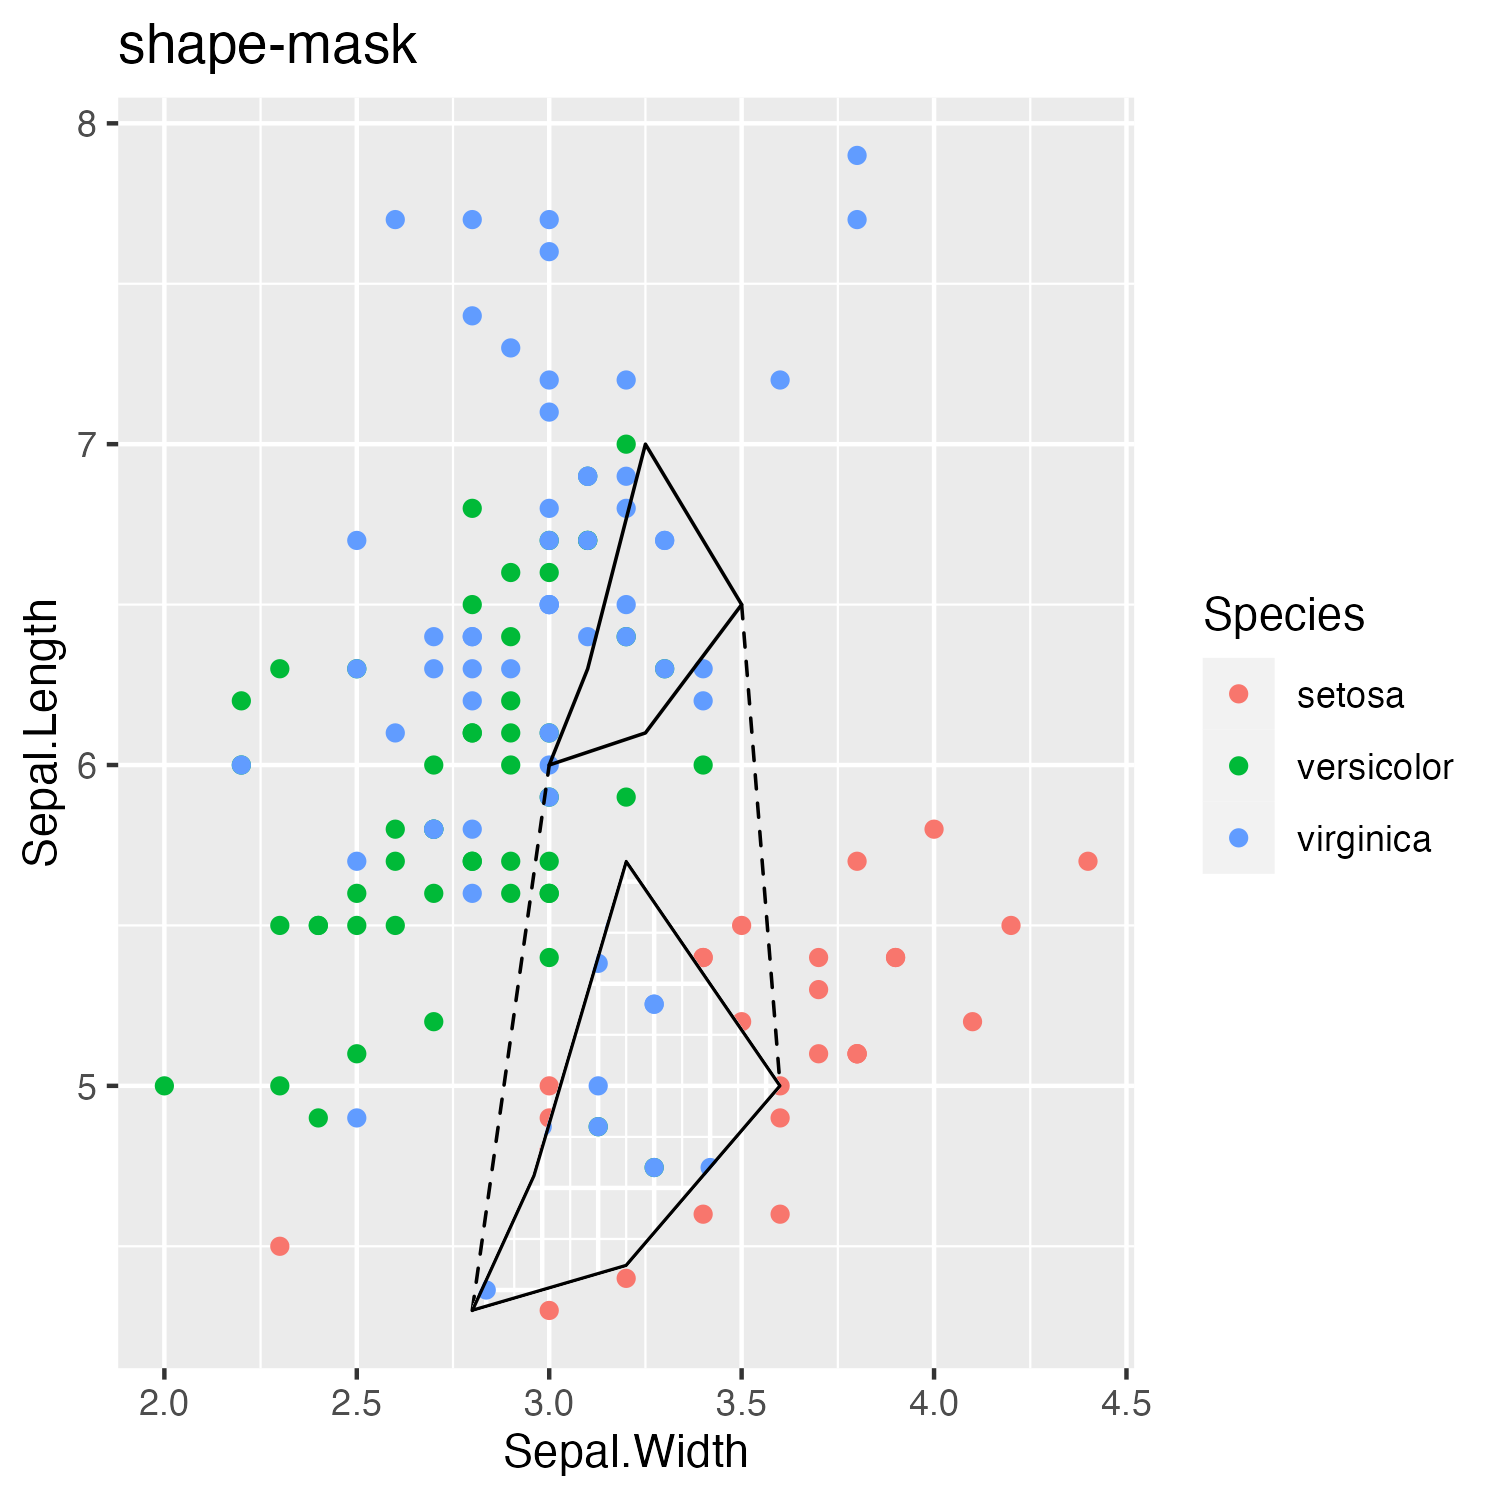 shape-mask
8
7
6
5
Sepal.Length
2.0 2.5 3.0 3.5 4.0 4.5
Sepal.Width
Species
setosa
versicolor
virginica